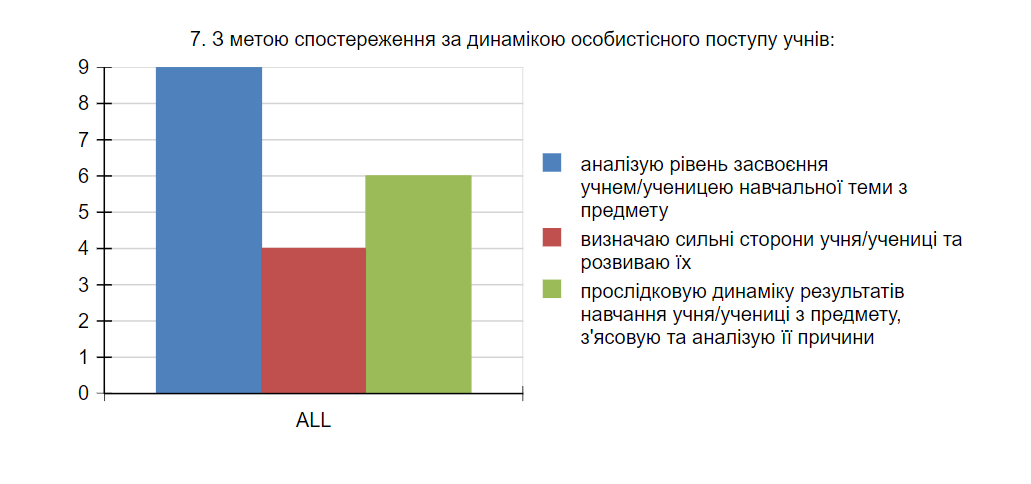 7. З метою спостереження за динамікою особистісного поступу учнів:
9
8
7
6
5
4
3
2
1
0
ALL
аналізую рівень засвоєння
учнем/ученицею навчальної теми з
предмету
визначаю сильні сторони учня/учениці та
розвиваю їх
прослідковую динаміку результатів
навчання учня/учениці з предмету,
з'ясовую та аналізую її причини